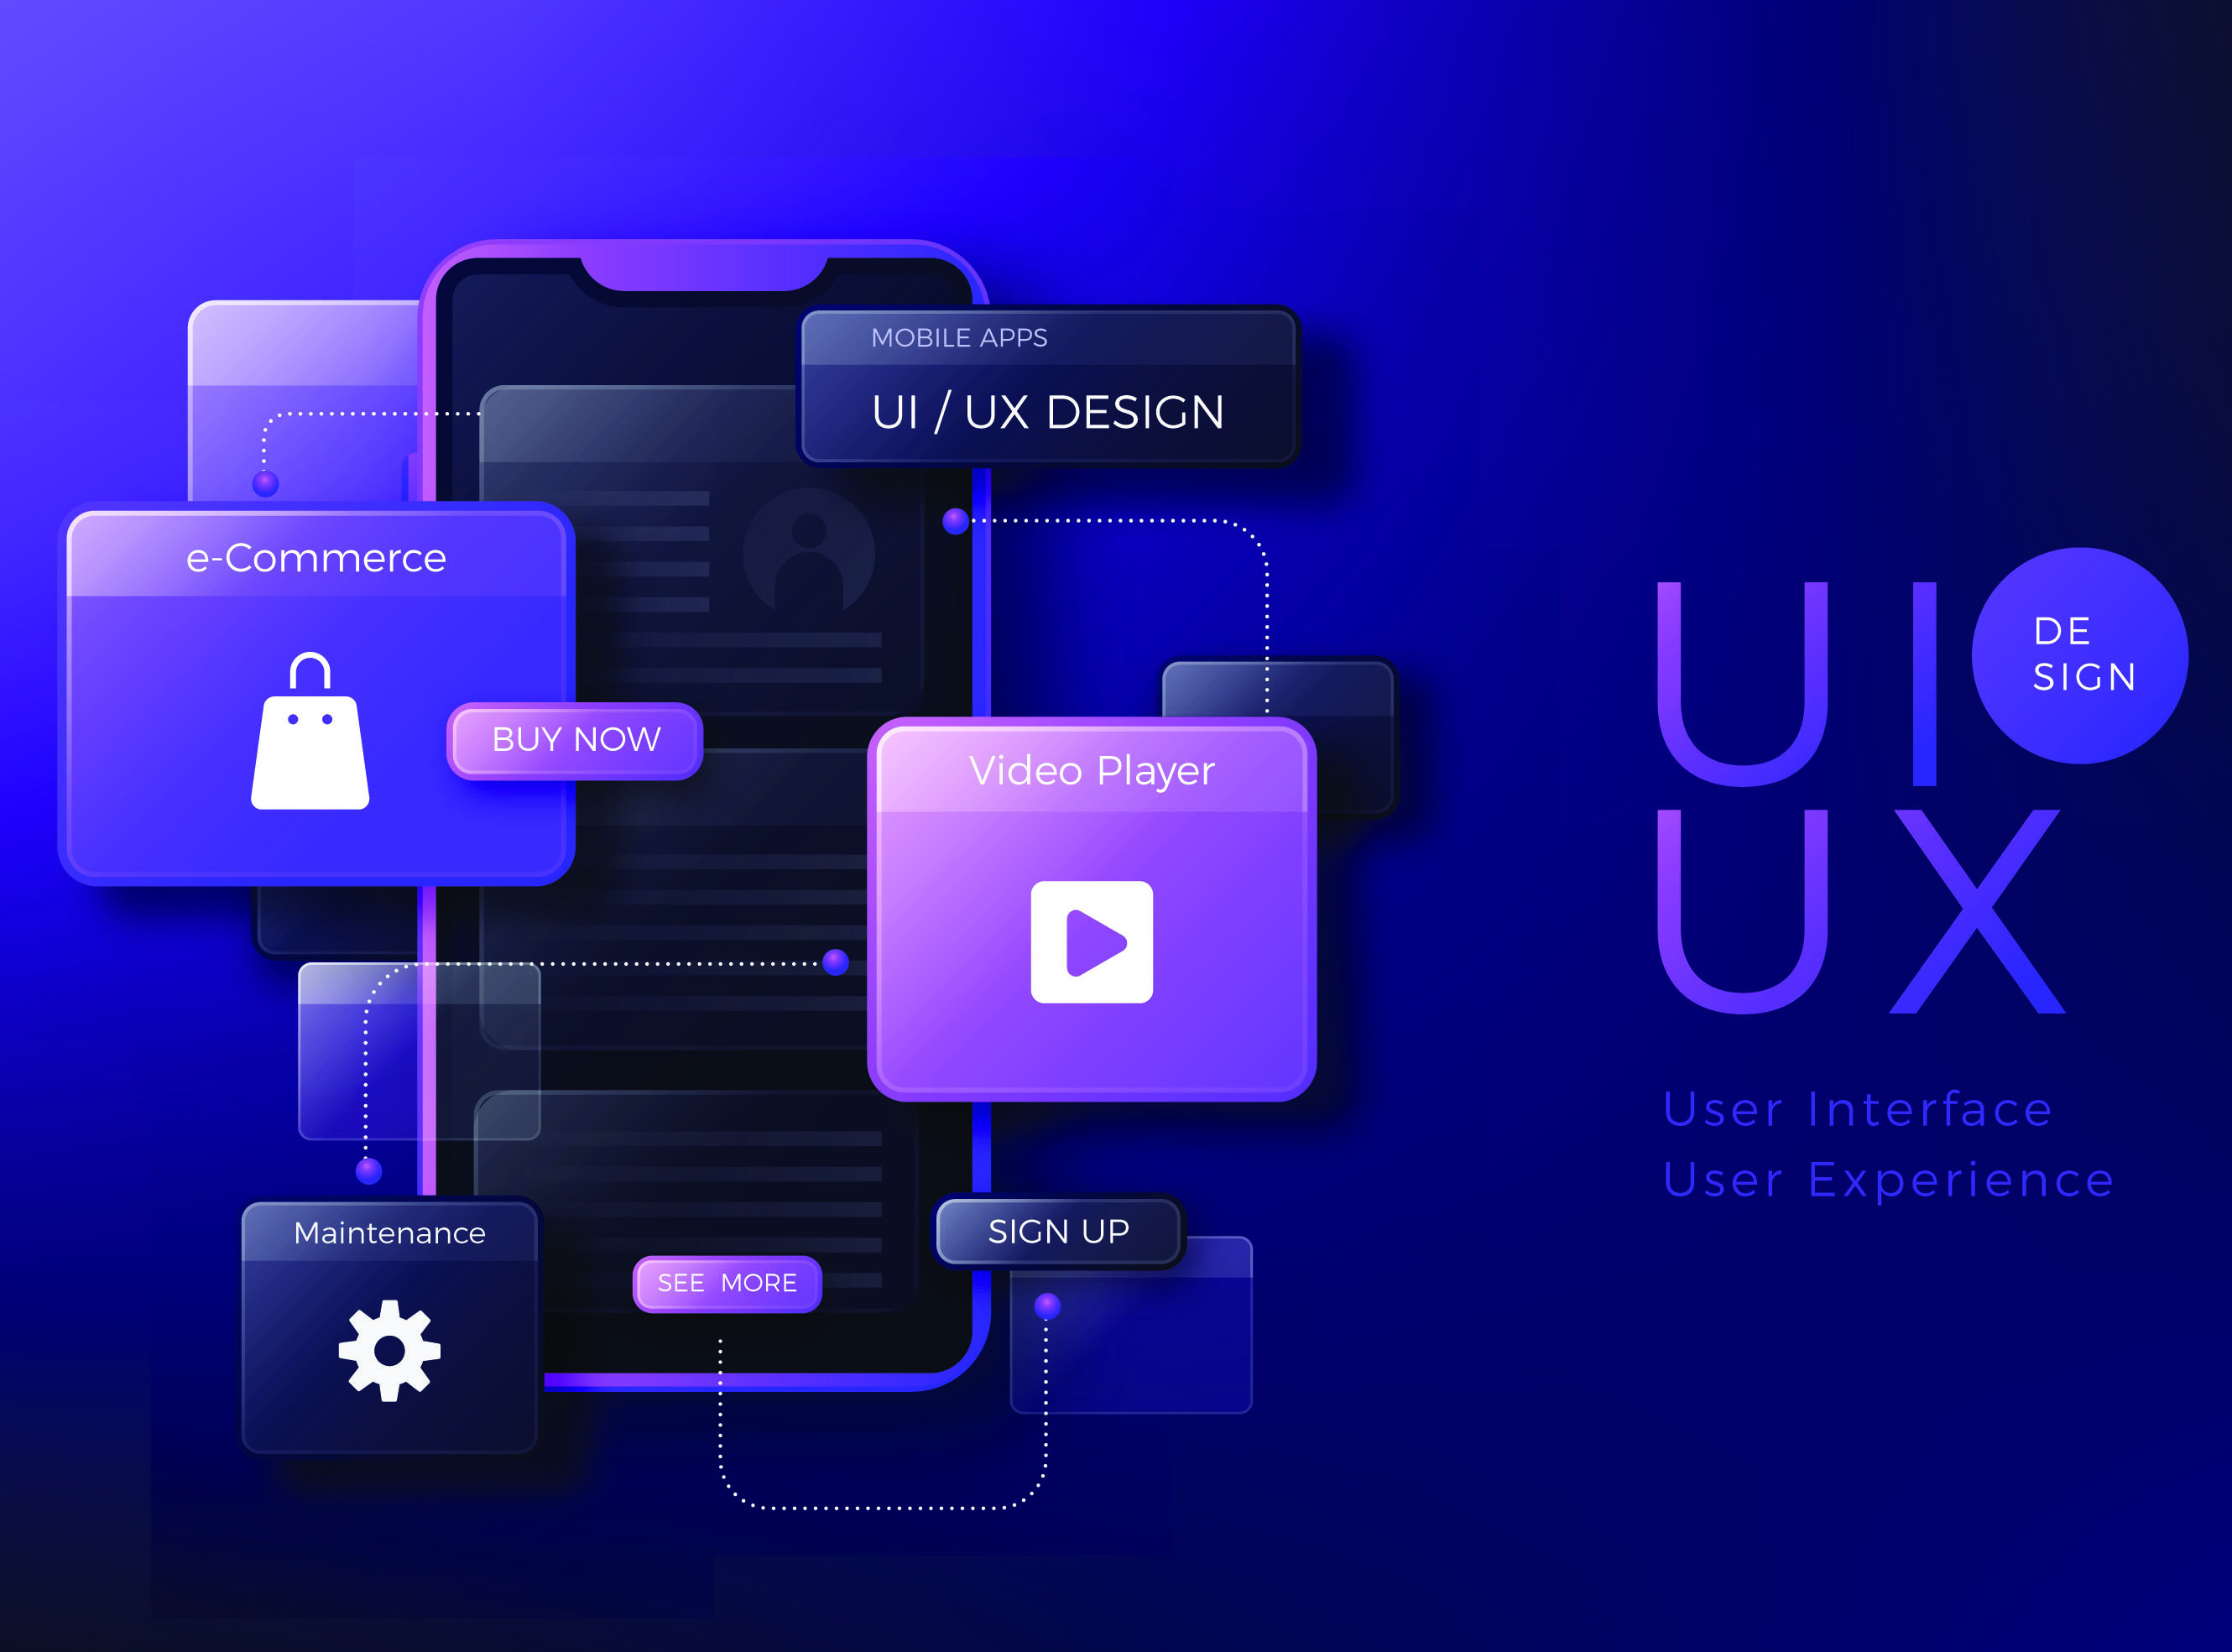 MOBILE APPS
UI / UX DESIGN
e-Commerce
BUY NOW
Video Player
Maintenance
SEE MORE
SIGN UP
UI
DE
SIGN
UX
User Interface
User Experience